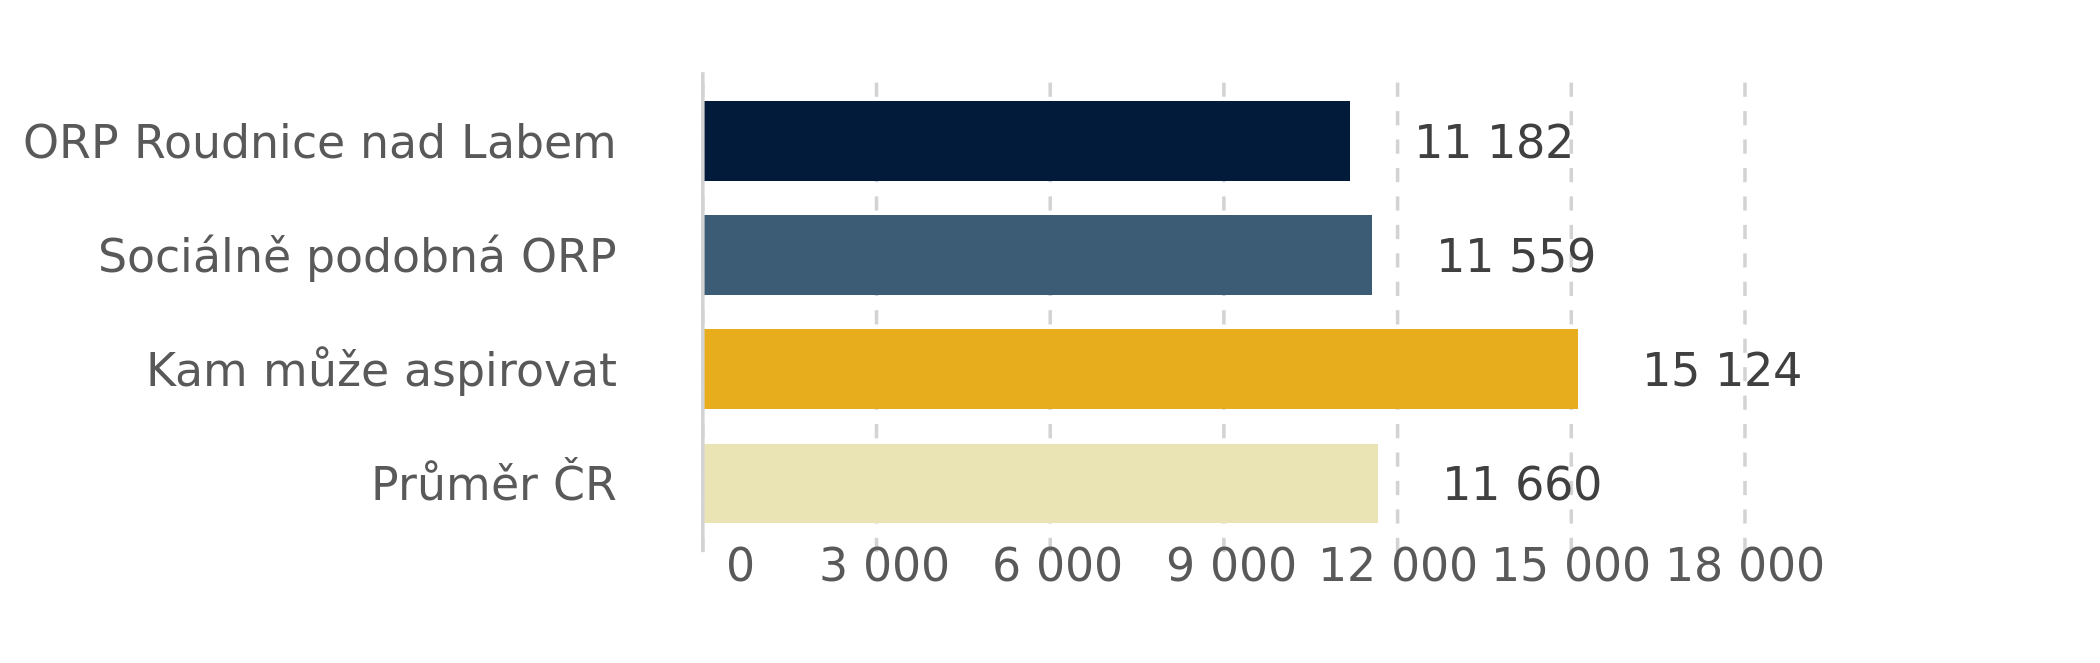 ORP Roudnice nad Labem 11 182
Sociálně podobná ORP 11 559
Kam může aspirovat 15 124
Průměr ČR 11 660
0 3 000 6 000 9 000 12 000 15 000 18 000